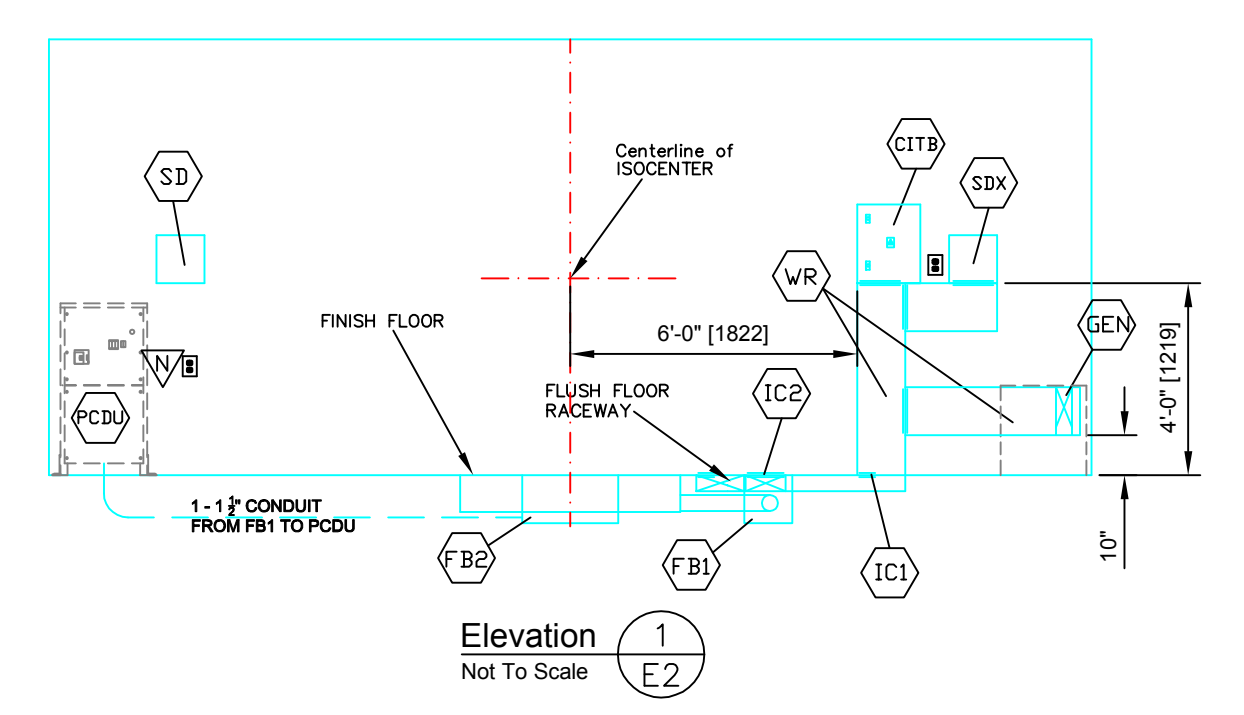 CITB
Centerline of
ISOCENTER
SD
SDX
WR
FINISH FLOOR
6'-0" [1822]
GEN
N
4'-0" [1219]
FLUSH FLOOR
RACEWAY
IC2
PCDU
1 - 1 1/2" CONDUIT
FROM FB1 TO PCDU
10"
FB2
FB1
IC1
Elevation
1
Not To Scale
E2